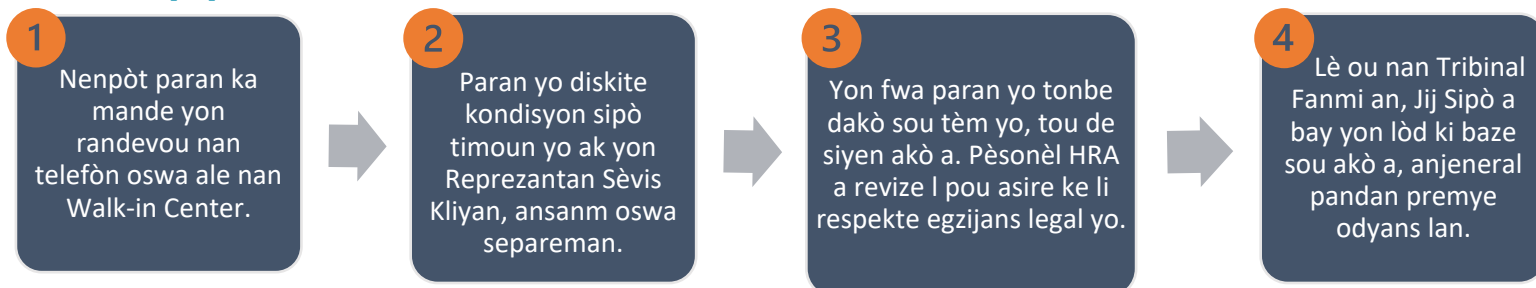 1
Nenpòt paran ka
mande yon
randevou nan
telefòn oswa ale nan
Walk-in Center.
2
Paran yo diskite
kondisyon sipò
timoun yo ak yon
Reprezantan Sèvis
Kliyan, ansanm oswa
separeman.
3
Yon fwa paran yo tonbe
dakò sou tèm yo, tou de
siyen akò a. Pèsonèl HRA
a revize l pou asire ke li
respekte egzijans legal yo.
4
Lè ou nan Tribinal
Fanmi an, Jij Sipò a
bay yon lòd ki baze
sou akò a, anjeneral
pandan premye
odyans lan.